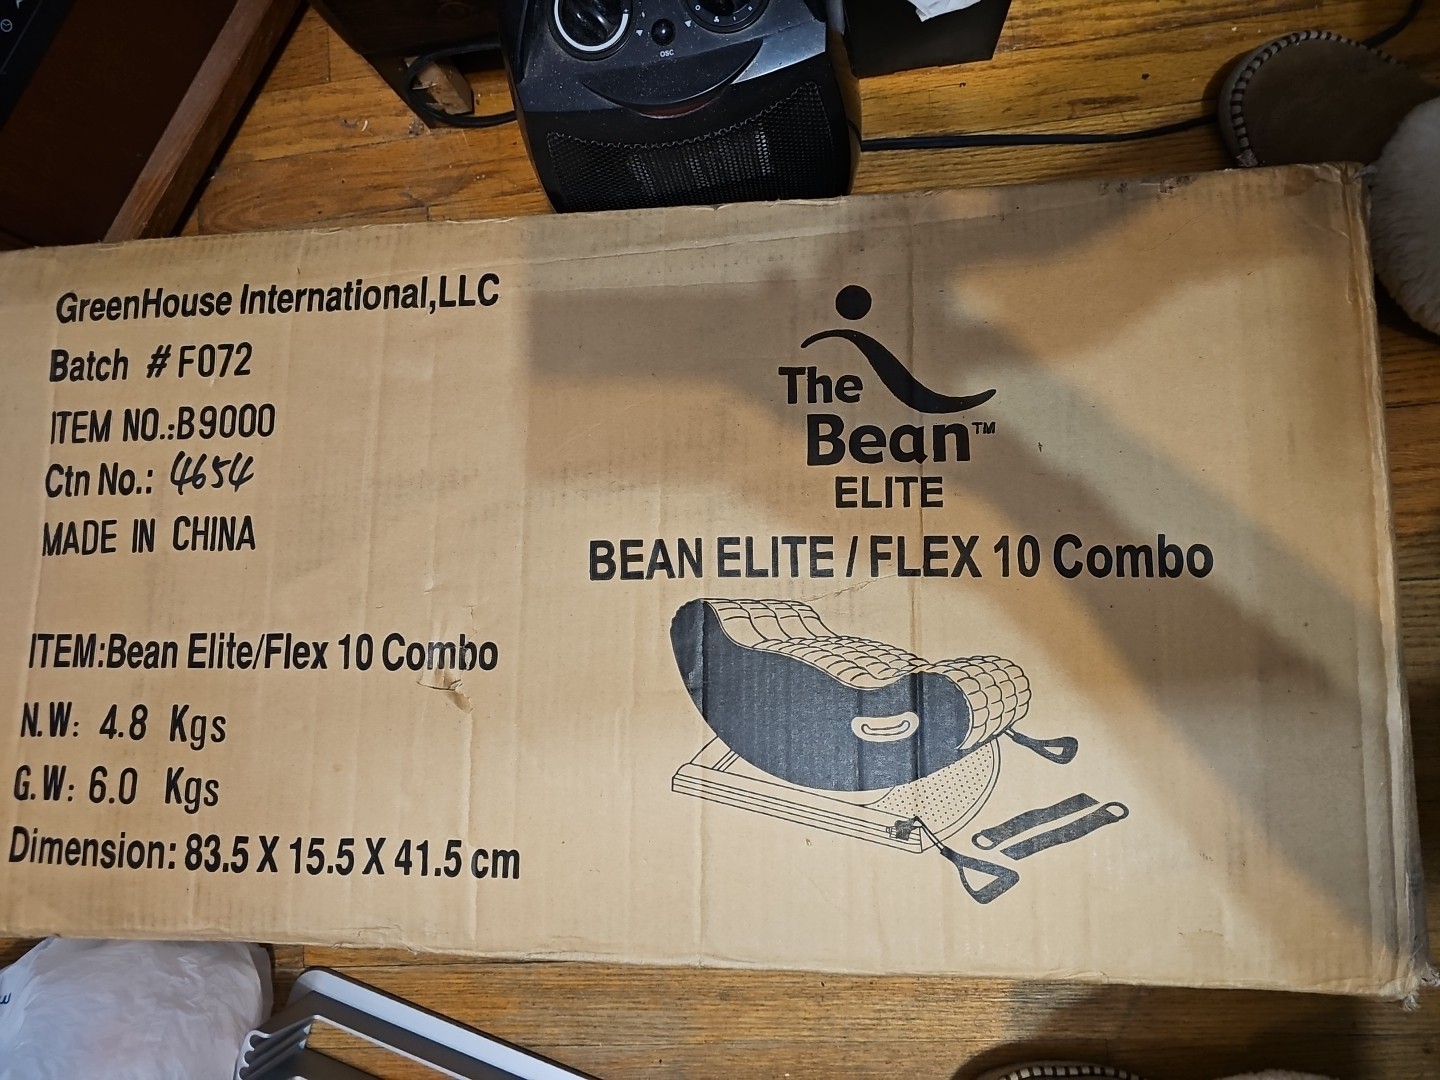 OSC
GreenHouse International,LLC
Batch # F072
ITEM NO.:B9000
Ctn No.: 4654
MADE IN CHINA
ITEM:Bean Elite/Flex 10 Combo
N.W: 4.8 Kgs
G.W: 6.0 Kgs
Dimension: 83.5 X 15.5 X 41.5 cm
The
Bean™
ELITE
BEAN ELITE / FLEX 10 Combo